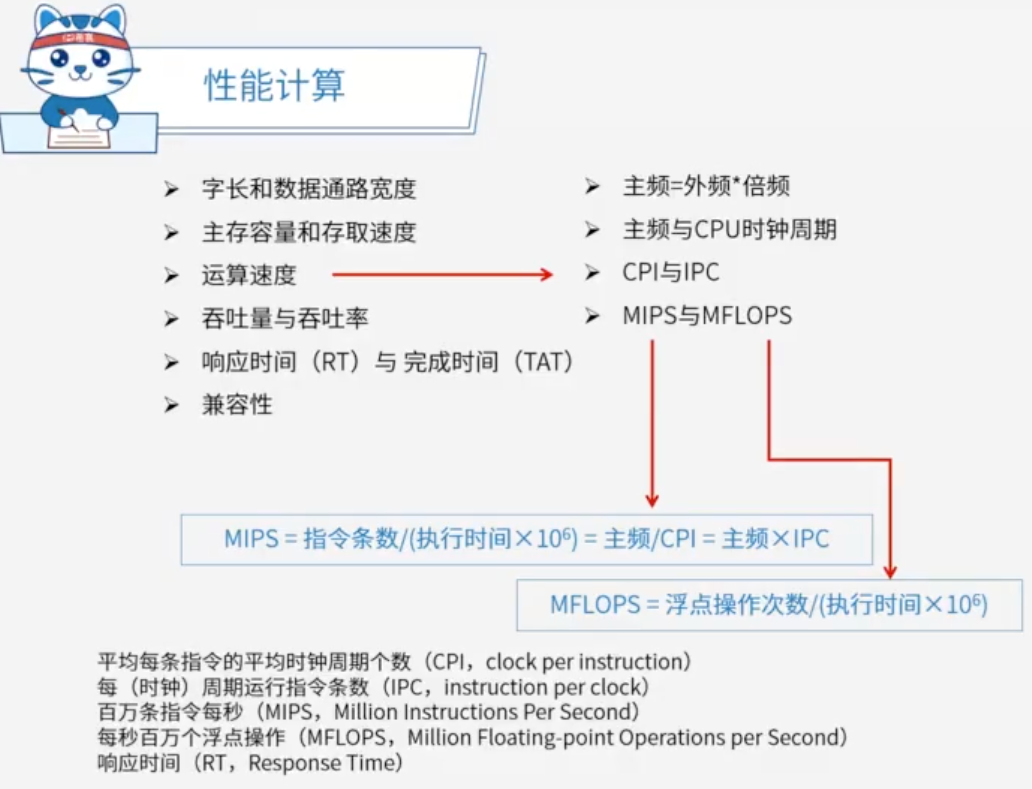 性能计算
字长和数据通路宽度
主存容量和存取速度
运算速度
吞吐量与吞吐率
响应时间（RT）与 完成时间（TAT）
兼容性
主频=外频*倍频
主频与CPU时钟周期
CPI与IPC
MIPS与MFLOPS
MIPS = 指令条数/(执行时间×10⁶) = 主频/CPI = 主频×IPC
MFLOPS = 浮点操作次数/(执行时间×10⁶)
平均每条指令的平均时钟周期个数（CPI，clock per instruction）
每（时钟）周期运行指令条数（IPC，instruction per clock）
百万条指令每秒（MIPS，Million Instructions Per Second）
每秒百万个浮点操作（MFLOPS，Million Floating-point Operations per Second）
响应时间（RT，Response Time）